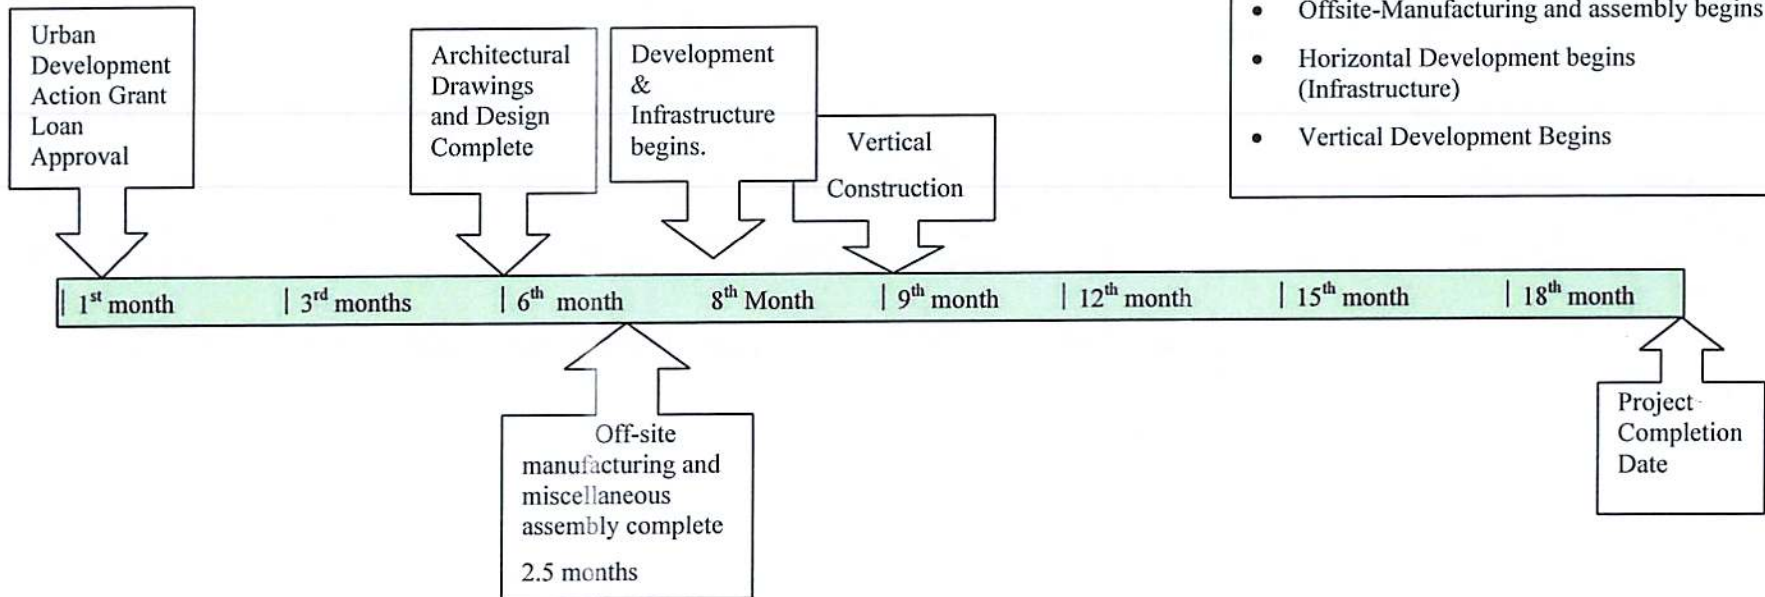 Urban
Development
Action Grant
Loan
Approval
Architectural
Drawings
and Design
Complete
Development
&
Infrastructure
begins.
Vertical
Construction
• Offsite-Manufacturing and assembly begins
• Horizontal Development begins
(Infrastructure)
• Vertical Development Begins
| 1st month | 3rd months | 6th month 8th Month | 9th month | 12th month | 15th month | 18th month
Off-site
manufacturing and
miscellaneous
assembly complete
2.5 months
Project
Completion
Date